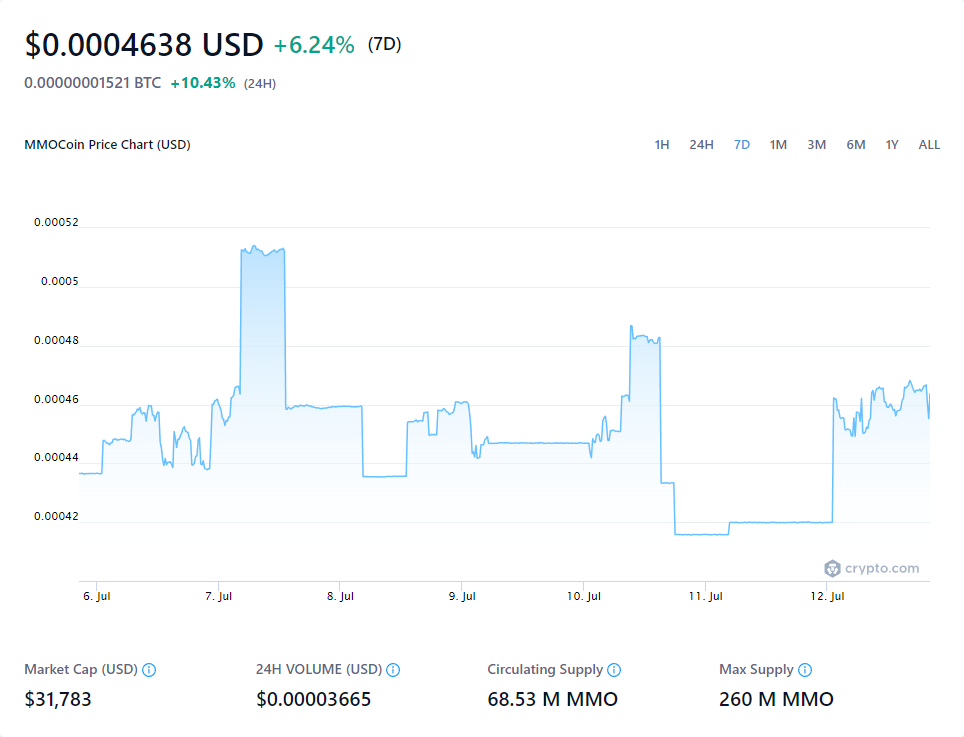 $0.0004638 USD +6.24% (7D)
0.00000001521 BTC +10.43% (24H)
MMOCoin Price Chart (USD) 1H 24H 7D 1M 3M 6M 1Y ALL
0.00052
0.0005
0.00048
0.00046
0.00044
0.00042
crypto.com
6. Jul 7. Jul 8. Jul 9. Jul 10. Jul 11. Jul 12. Jul
Market Cap (USD) 24H VOLUME (USD) Circulating Supply Max Supply
$31,783 $0.00003665 68.53 M MMO 260 M MMO